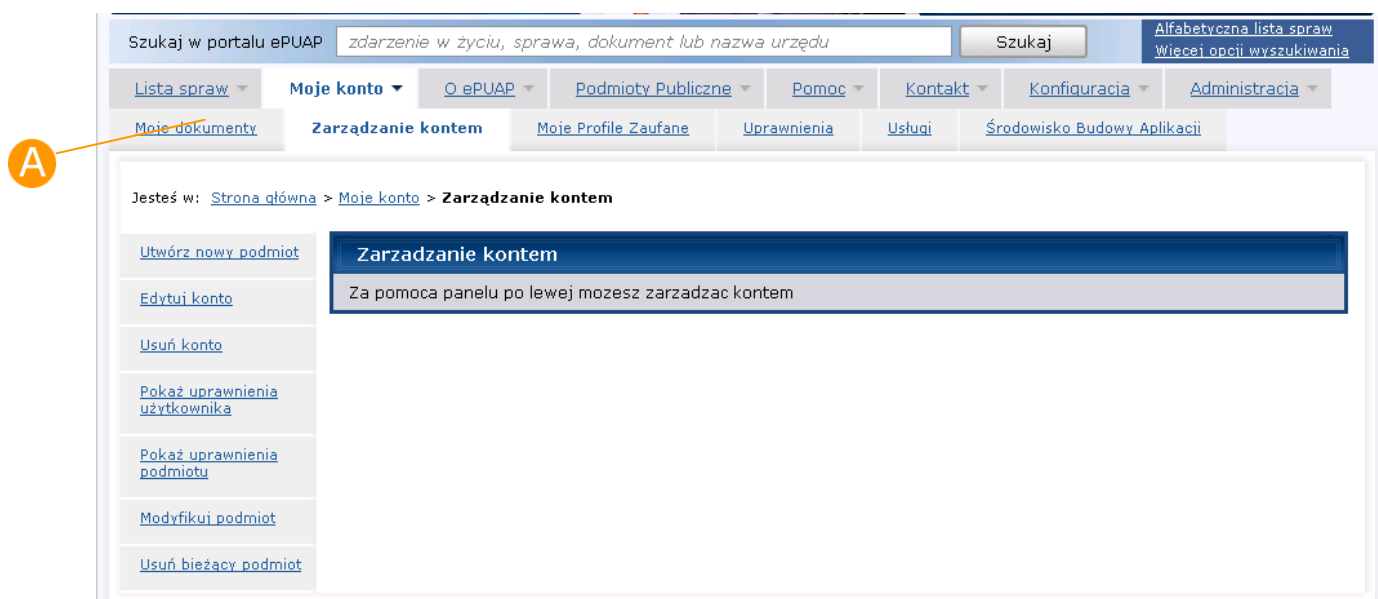 Szukaj w portalu ePUAP zdarzenie w życiu, sprawa, dokument lub nazwa urzędu Szukaj Alfabetyczna lista spraw
Więcej opcji wyszukiwania
Lista spraw Moje konto O ePUAP Podmioty Publiczne Pomoc Kontakt Konfiguracja Administracja
Moje dokumenty Zarządzanie kontem Moje Profile Zaufane Uprawnienia Usługi Środowisko Budowy Aplikacji
A
Jesteś w: Strona główna > Moje konto > Zarządzanie kontem
Utwórz nowy podmiot
Edytuj konto
Usuń konto
Pokaż uprawnienia
użytkownika
Pokaż uprawnienia
podmiotu
Modyfikuj podmiot
Usuń bieżący podmiot
Zarzadzanie kontem
Za pomoca panelu po lewej mozesz zarzadzac kontem